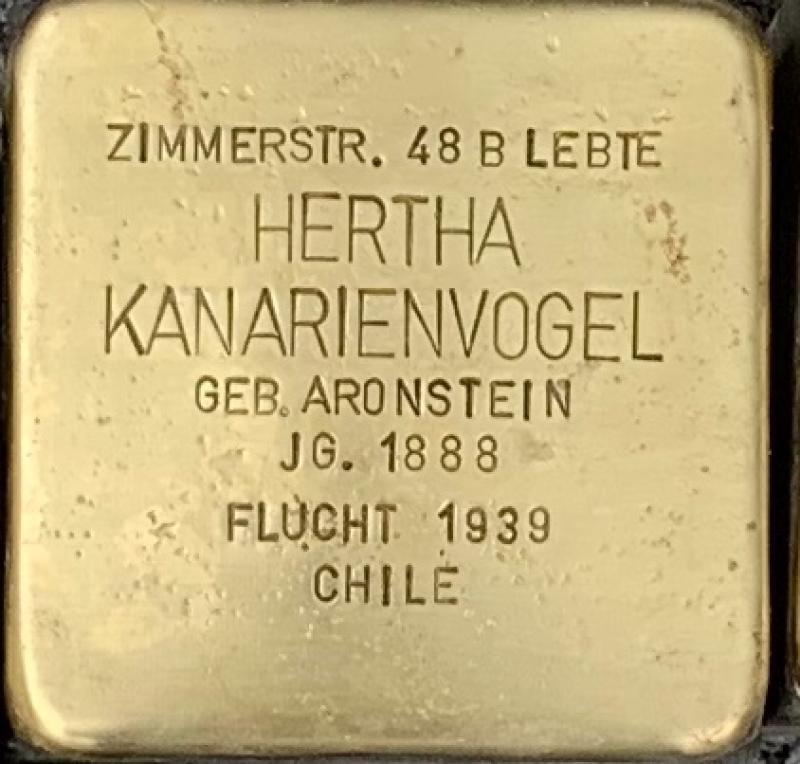 ZIMMERSTR. 48 B LEBTE
HERTHA
KANARIENVOGEL
GEB. ARONSTEIN
JG. 1888
FLUCHT 1939
CHILE